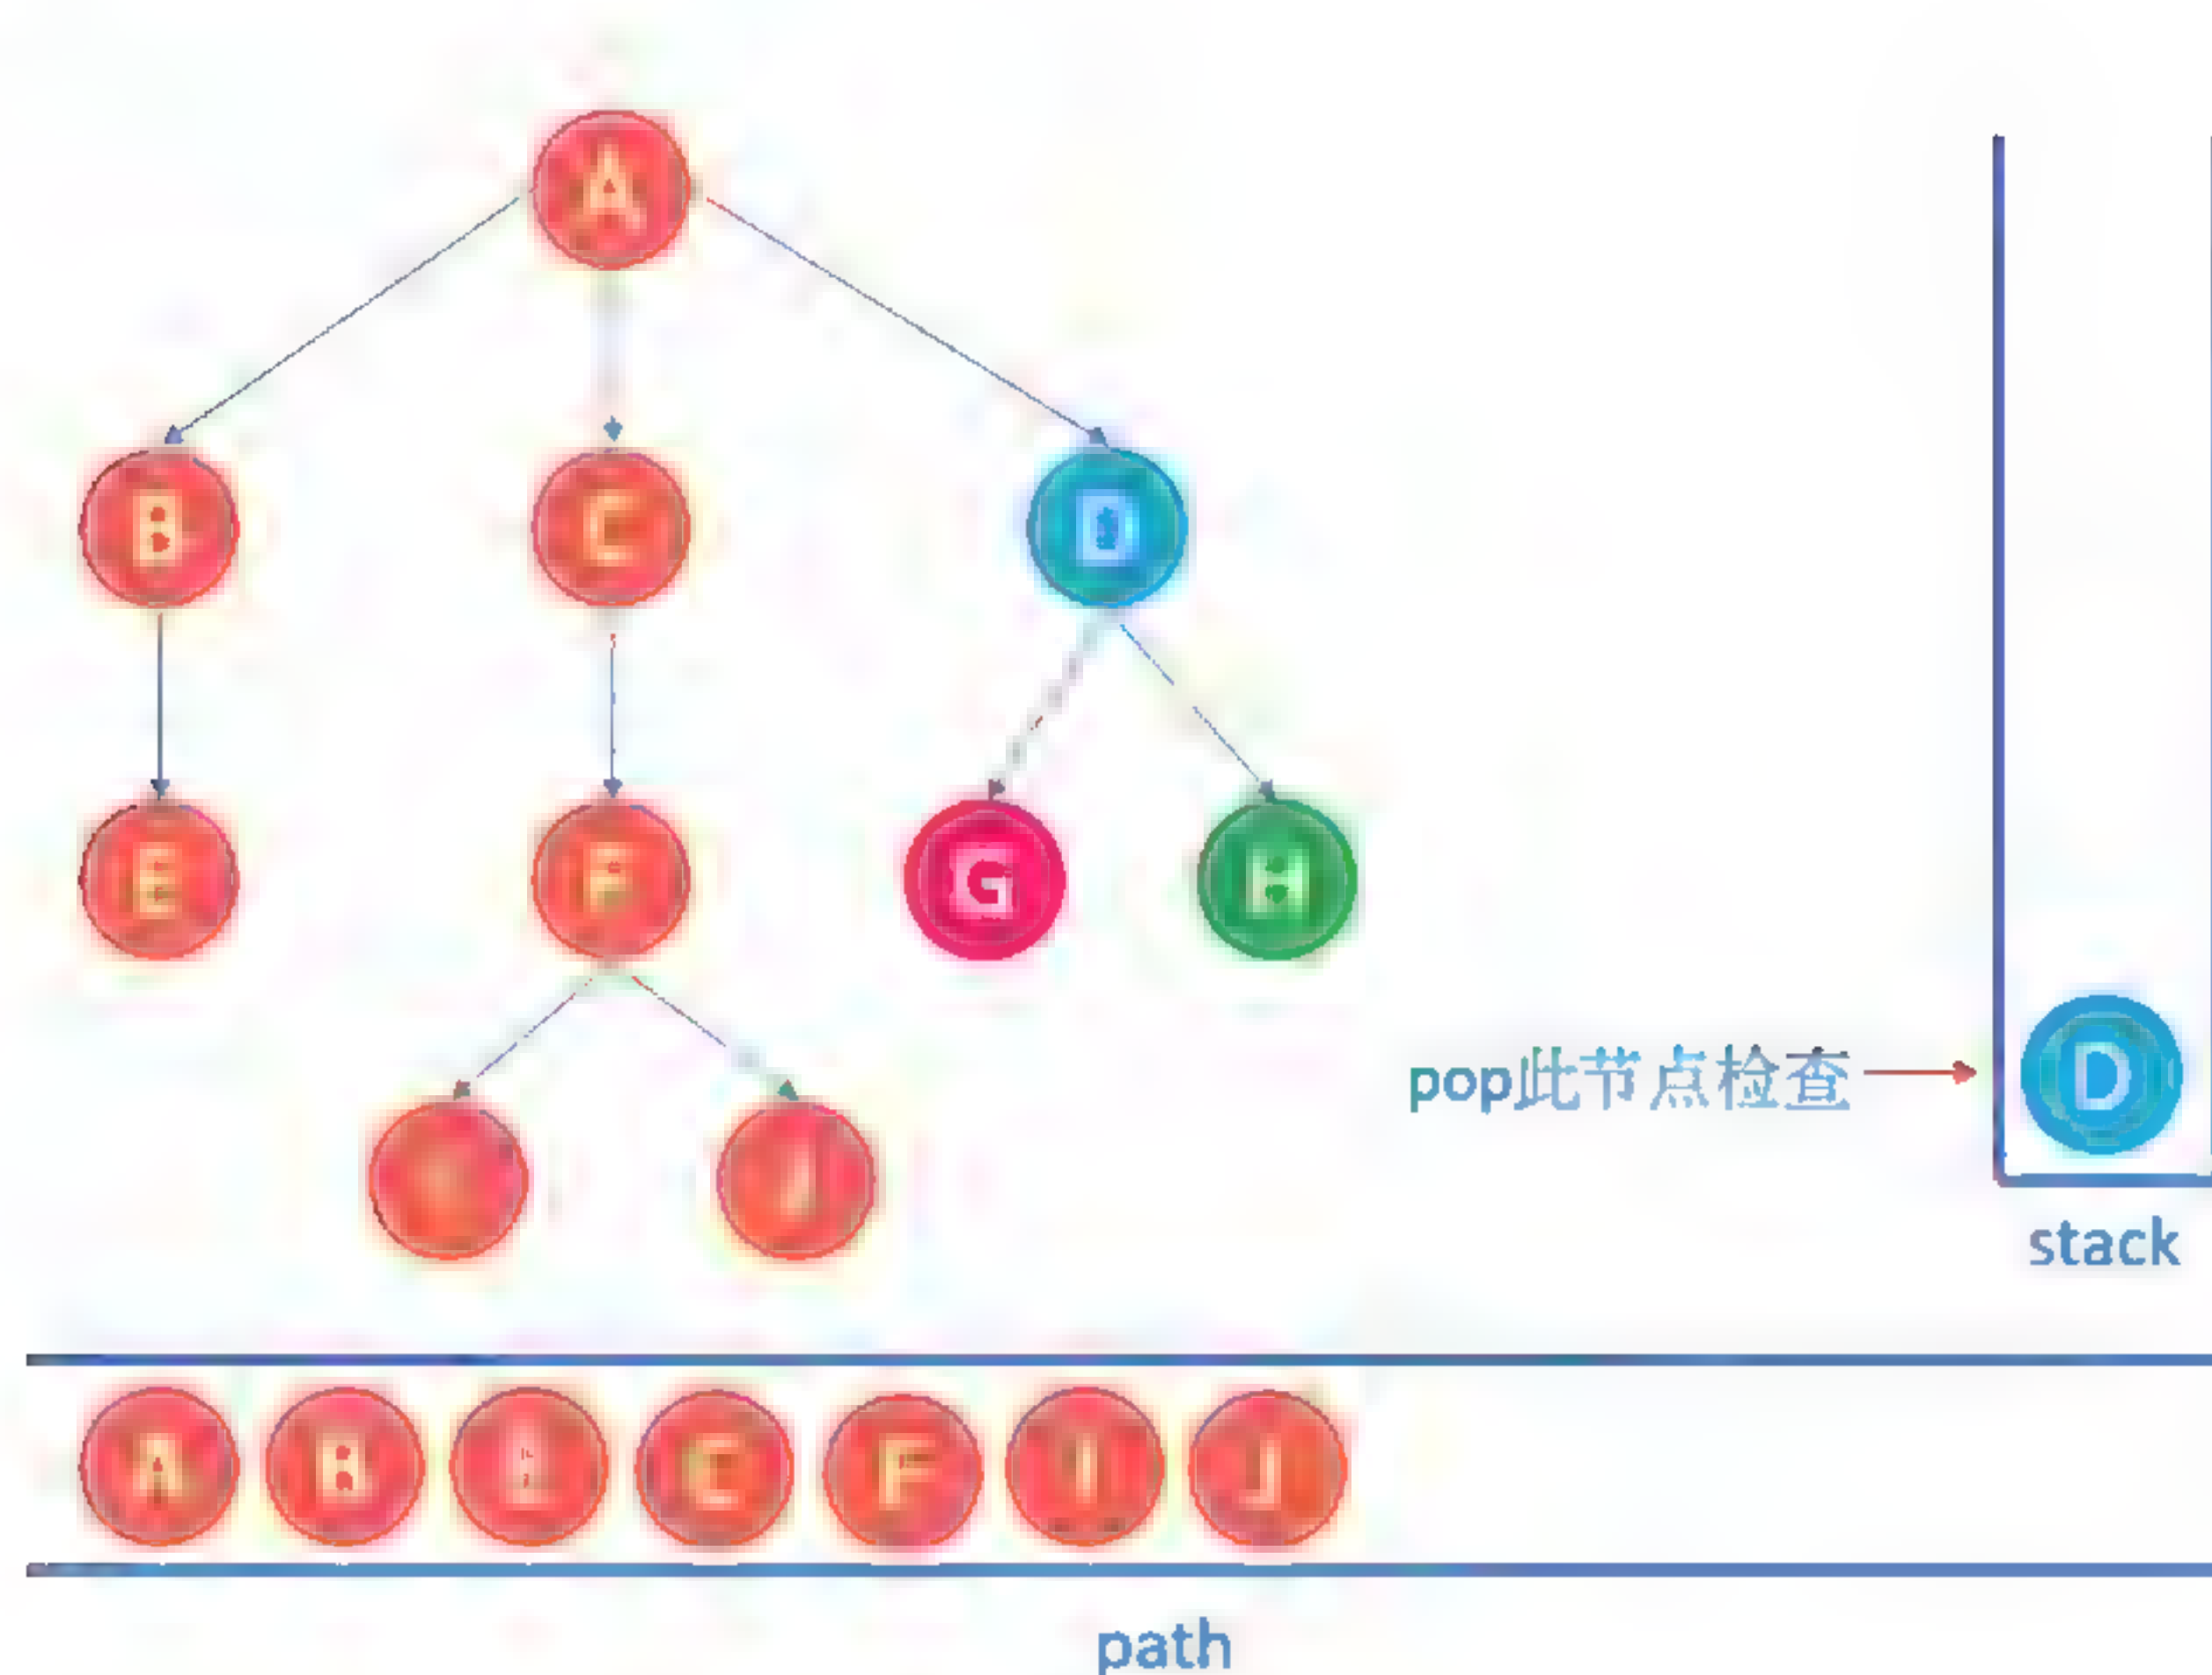 A
B C D
E F G H
J
pop此节点检查
D
stack
A B E C F I J
path